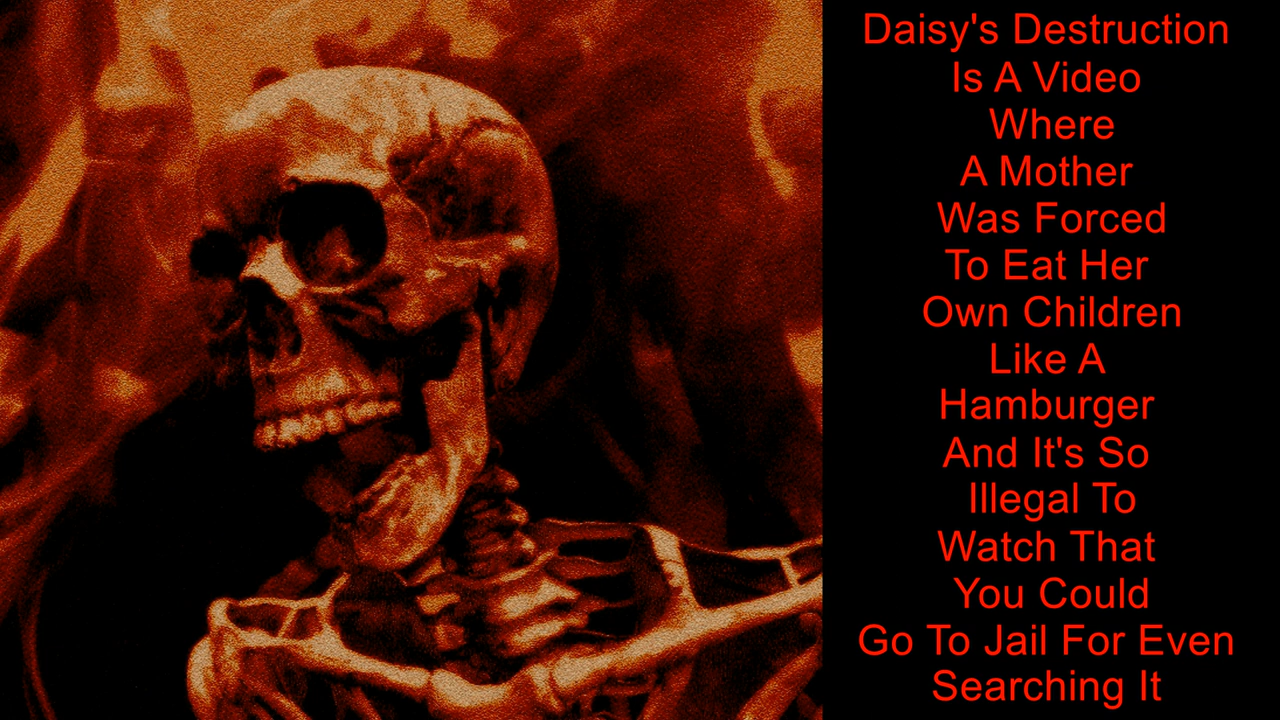 Daisy's Destruction
Is A Video
Where
A Mother
Was Forced
To Eat Her
Own Children
Like A
Hamburger
And It's So
Illegal To
Watch That
You Could
Go To Jail For Even
Searching It